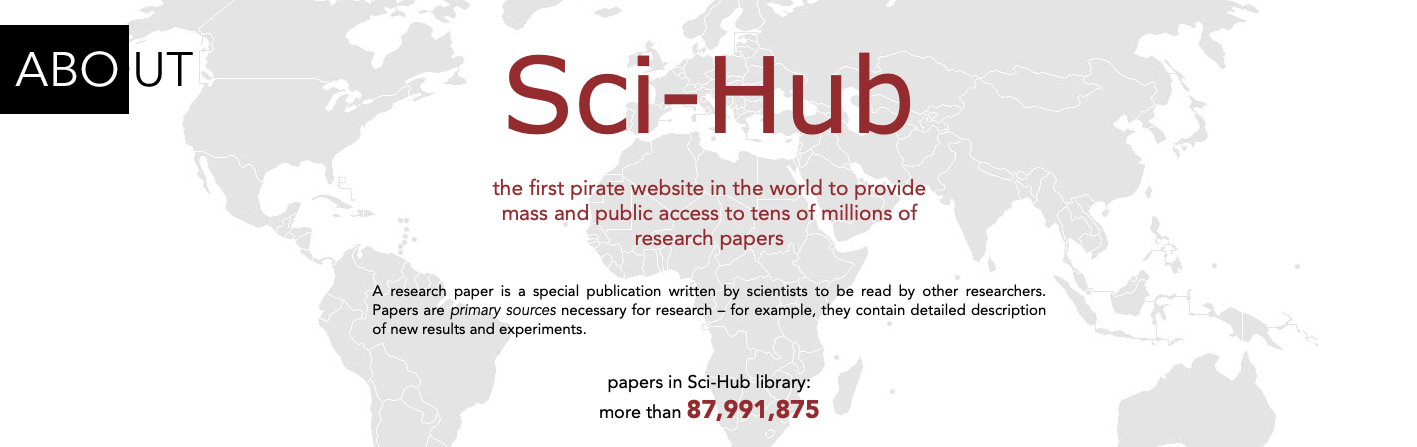 ABOUT
Sci-Hub
the first pirate website in the world to provide
mass and public access to tens of millions of
research papers
A research paper is a special publication written by scientists to be read by other researchers.
Papers are primary sources necessary for research – for example, they contain detailed description
of new results and experiments.
papers in Sci-Hub library:
more than 87,991,875